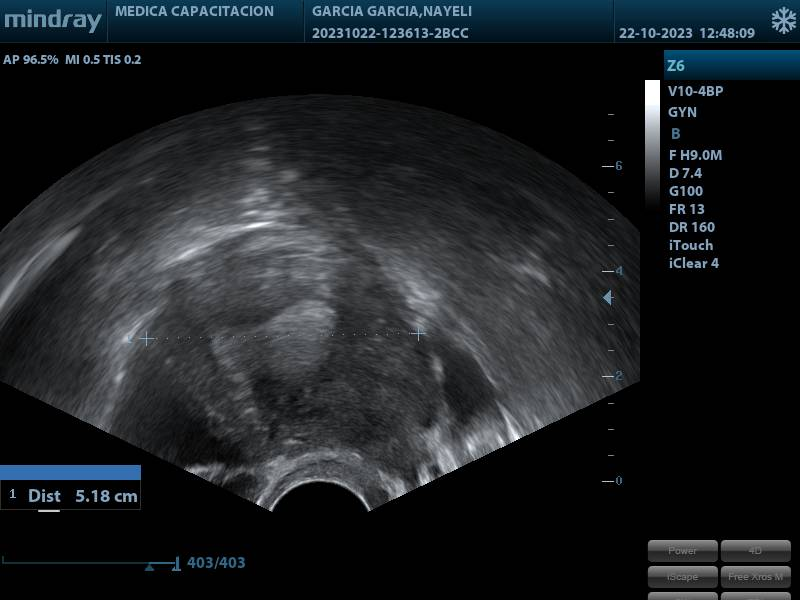 mindray
MEDICA CAPACITACION
GARCIA GARCIA,NAYELI
20231022-123613-2BCC
22-10-2023 12:48:09
AP 96.5% MI 0.5 TIS 0.2
Z6
V10-4BP
GYN
B
F H9.0M
D 7.4
G100
FR 13
DR 160
iTouch
iClear 4
6
4
2
0
1 Dist 5.18 cm
403/403
Power
4D
iScape
Free Xros M